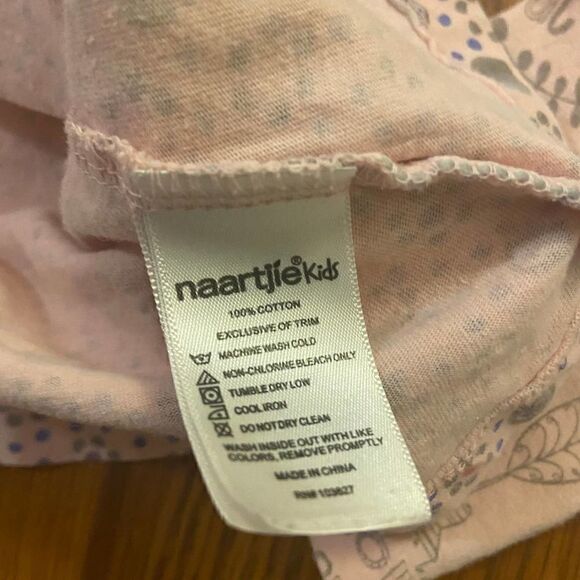 naartjie® Kids
100% COTTON
EXCLUSIVE OF TRIM
MACHINE WASH COLD
NON-CHLORINE BLEACH ONLY
TUMBLE DRY LOW
COOL IRON
DO NOT DRY CLEAN
WASH INSIDE OUT WITH LIKE
COLORS, REMOVE PROMPTLY
MADE IN CHINA
RN# 103627